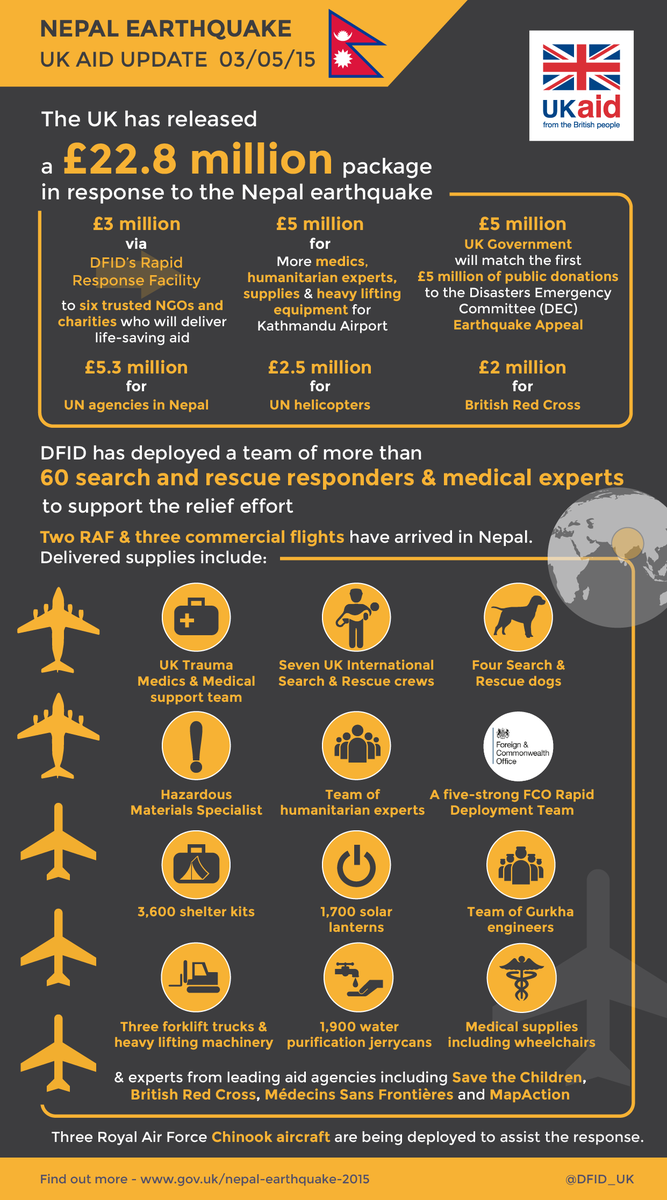 NEPAL EARTHQUAKE
UK AID UPDATE 03/05/15
UKaid
from the British people
The UK has released
a £22.8 million package
in response to the Nepal earthquake
£3 million
via
DFID's Rapid
Response Facility
to six trusted NGOs and
charities who will deliver
life-saving aid
£5 million
for
More medics,
humanitarian experts,
supplies & heavy lifting
equipment for
Kathmandu Airport
£5 million
UK Government
will match the first
£5 million of public donations
to the Disasters Emergency
Committee (DEC)
Earthquake Appeal
£5.3 million
for
UN agencies in Nepal
£2.5 million
for
UN helicopters
£2 million
for
British Red Cross
DFID has deployed a team of more than
60 search and rescue responders & medical experts
to support the relief effort
Two RAF & three commercial flights have arrived in Nepal.
Delivered supplies include:
UK Trauma
Medics & Medical
support team
Seven UK International
Search & Rescue crews
Four Search &
Rescue dogs
Hazardous
Materials Specialist
Team of
humanitarian experts
Foreign &
Commonwealth
Office
A five-strong FCO Rapid
Deployment Team
3,600 shelter kits
1,700 solar
lanterns
Team of Gurkha
engineers
Three forklift trucks &
heavy lifting machinery
1,900 water
purification jerrycans
Medical supplies
including wheelchairs
& experts from leading aid agencies including Save the Children,
British Red Cross, Médecins Sans Frontières and MapAction
Three Royal Air Force Chinook aircraft are being deployed to assist the response.
Find out more - www.gov.uk/nepal-earthquake-2015
@DFID_UK